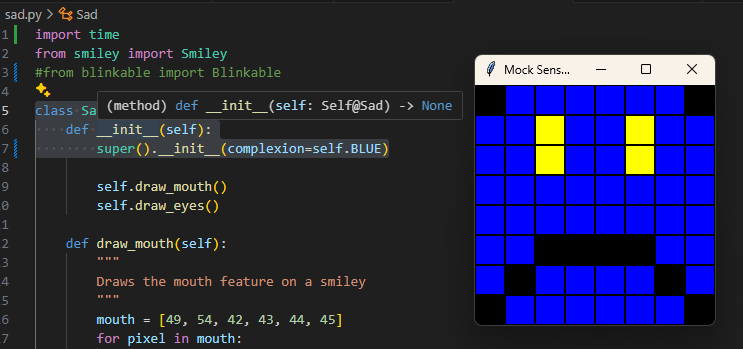 sad.py > Sad
1 import time
2 from smiley import Smiley
3 #from blinkable import Blinkable
4
5 class Sa
(method) def __init__(self: Self@Sad) -> None
6 def __init__(self):
7 super().__init__(complexion=self.BLUE)
8
9 self.draw_mouth()
0 self.draw_eyes()
1
2 def draw_mouth(self):
3 """
4 Draws the mouth feature on a smiley
5 """
6 mouth = [49, 54, 42, 43, 44, 45]
7 for pixel in mouth:
Mock Sens...